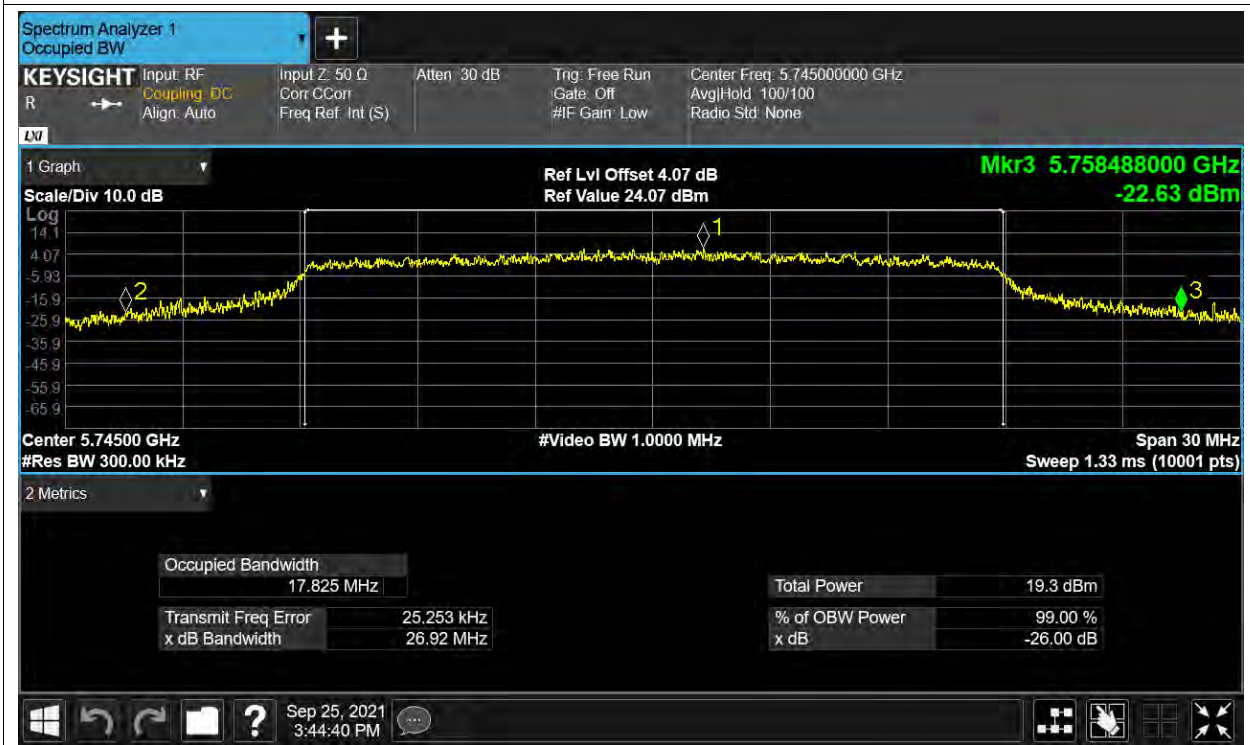 Spectrum Analyzer 1
Occupied BW
+
KEYSIGHT Input: RF Input Z: 50 Ω Atten: 30 dB Trig: Free Run Center Freq: 5.745000000 GHz
R Coupling: DC Corr CCorr Gate: Off Avg|Hold: 100/100
Align: Auto Freq Ref: Int (S) #IF Gain: Low Radio Std: None
LXI
1 Graph Ref Lvl Offset 4.07 dB Mkr3 5.758488000 GHz
Scale/Div 10.0 dB Ref Value 24.07 dBm -22.63 dBm
Log
14.1
4.07
-5.93
-15.9
-25.9
-35.9
-45.9
-55.9
-65.9
1
2
3
Center 5.74500 GHz #Video BW 1.0000 MHz Span 30 MHz
#Res BW 300.00 kHz Sweep 1.33 ms (10001 pts)
2 Metrics
Occupied Bandwidth
17.825 MHz Total Power 19.3 dBm
Transmit Freq Error 25.253 kHz % of OBW Power 99.00 %
x dB Bandwidth 26.92 MHz x dB -26.00 dB
? Sep 25, 2021
3:44:40 PM